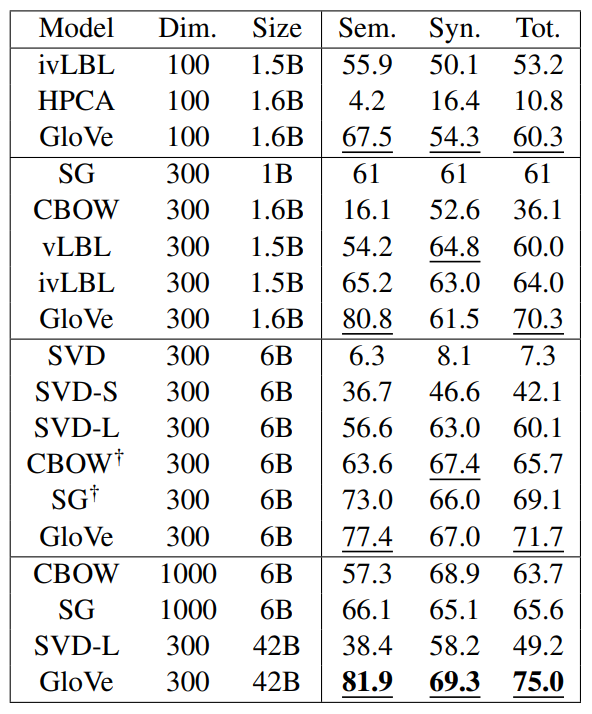 Model Dim. Size Sem. Syn. Tot.
ivLBL 100 1.5B 55.9 50.1 53.2
HPCA 100 1.6B 4.2 16.4 10.8
GloVe 100 1.6B 67.5 54.3 60.3
SG 300 1B 61 61 61
CBOW 300 1.6B 16.1 52.6 36.1
vLBL 300 1.5B 54.2 64.8 60.0
ivLBL 300 1.5B 65.2 63.0 64.0
GloVe 300 1.6B 80.8 61.5 70.3
SVD 300 6B 6.3 8.1 7.3
SVD-S 300 6B 36.7 46.6 42.1
SVD-L 300 6B 56.6 63.0 60.1
CBOW† 300 6B 63.6 67.4 65.7
SG† 300 6B 73.0 66.0 69.1
GloVe 300 6B 77.4 67.0 71.7
CBOW 1000 6B 57.3 68.9 63.7
SG 1000 6B 66.1 65.1 65.6
SVD-L 300 42B 38.4 58.2 49.2
GloVe 300 42B 81.9 69.3 75.0